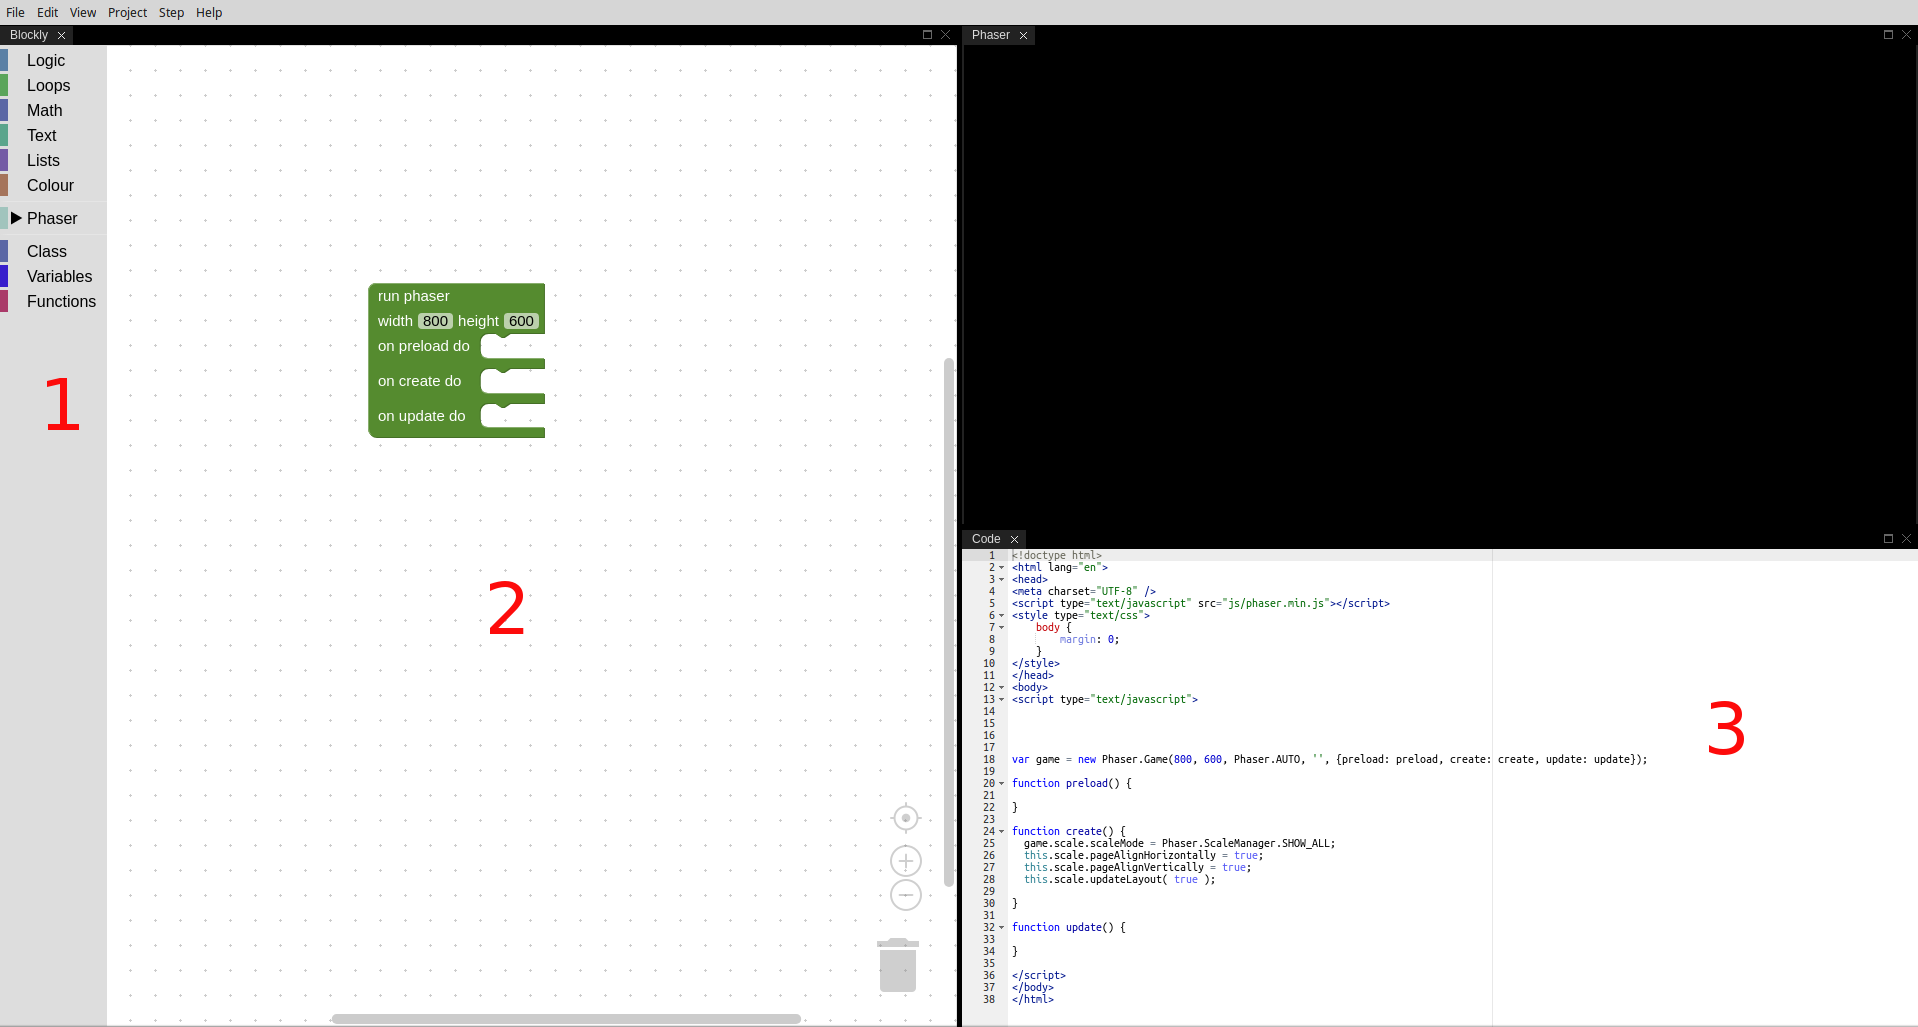 File Edit View Project Step Help
Blockly
Logic
Loops
Math
Text
Lists
Colour
Phaser
Class
Variables
Functions
1
run phaser
width 800 height 600
on preload do
on create do
on update do
2
Phaser
Code
1 <!doctype html>
2 <html lang="en">
3 <head>
4 <meta charset="UTF-8" />
5 <script type="text/javascript" src="js/phaser.min.js"></script>
6 <style type="text/css">
7     body {
8         margin: 0;
9     }
10 </style>
11 </head>
12 <body>
13 <script type="text/javascript">
14
15
16
17
18 var game = new Phaser.Game(800, 600, Phaser.AUTO, '', {preload: preload, create: create, update: update});
19
20 function preload() {
21
22 }
23
24 function create() {
25   game.scale.scaleMode = Phaser.ScaleManager.SHOW_ALL;
26   this.scale.pageAlignHorizontally = true;
27   this.scale.pageAlignVertically = true;
28   this.scale.updateLayout( true );
29
30 }
31
32 function update() {
33
34 }
35
36 </script>
37 </body>
38 </html>
3